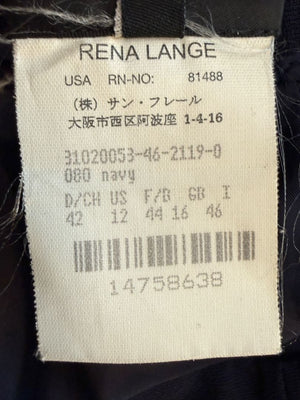 RENA LANGE
USA RN-NO: 81488
(株) サン・フレール
大阪市西区阿波座 1-4-16
31020053-46-2119-0
080 navy
D/CH US F/B GB I
42 12 44 16 46
14758638